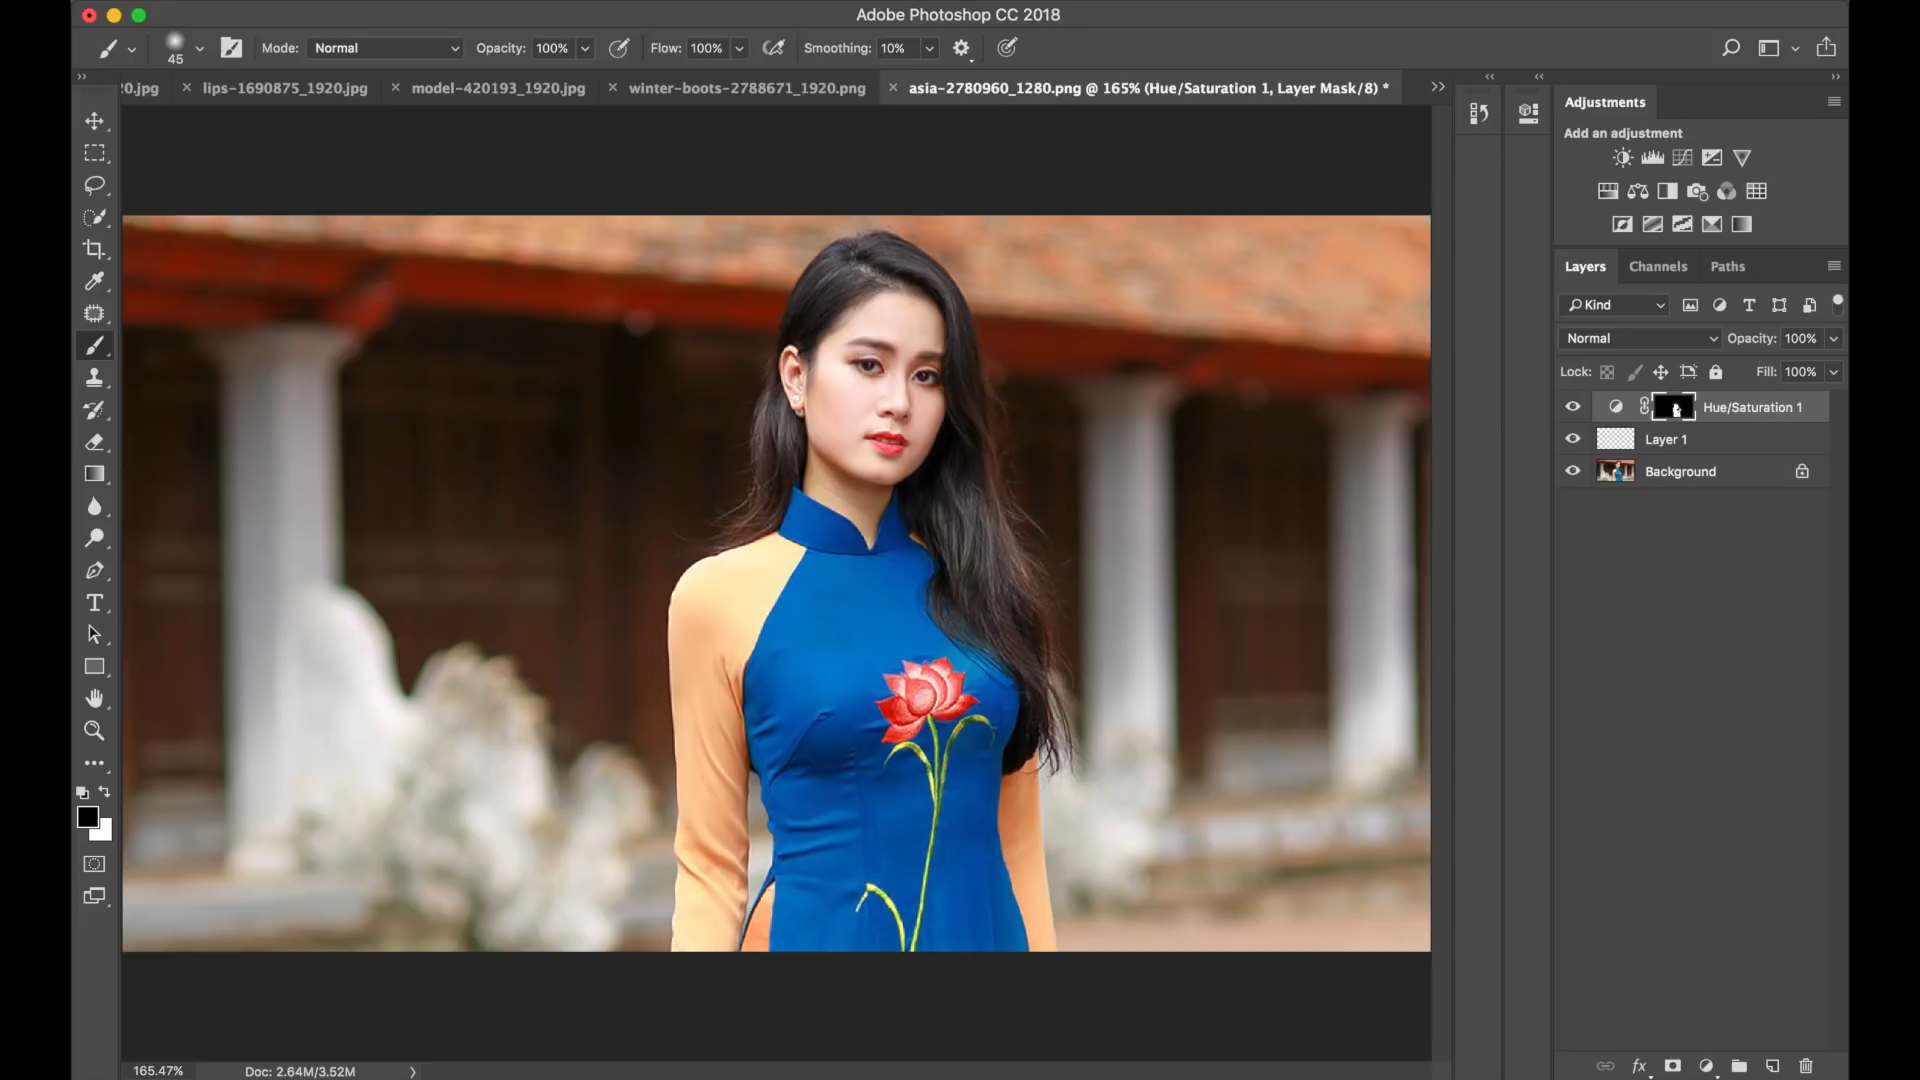 Adobe Photoshop CC 2018
45
Mode: Normal Opacity: 100% Flow: 100% Smoothing: 10%
20.jpg × lips-1690875_1920.jpg × model-420193_1920.jpg × winter-boots-2788671_1920.png × asia-2780960_1280.png @ 165% (Hue/Saturation 1, Layer Mask/8) *
Adjustments
Add an adjustment
Layers Channels Paths
Kind
Normal Opacity: 100%
Lock: Fill: 100%
Hue/Saturation 1
Layer 1
Background
fx
165.47% Doc: 2.64M/3.52M